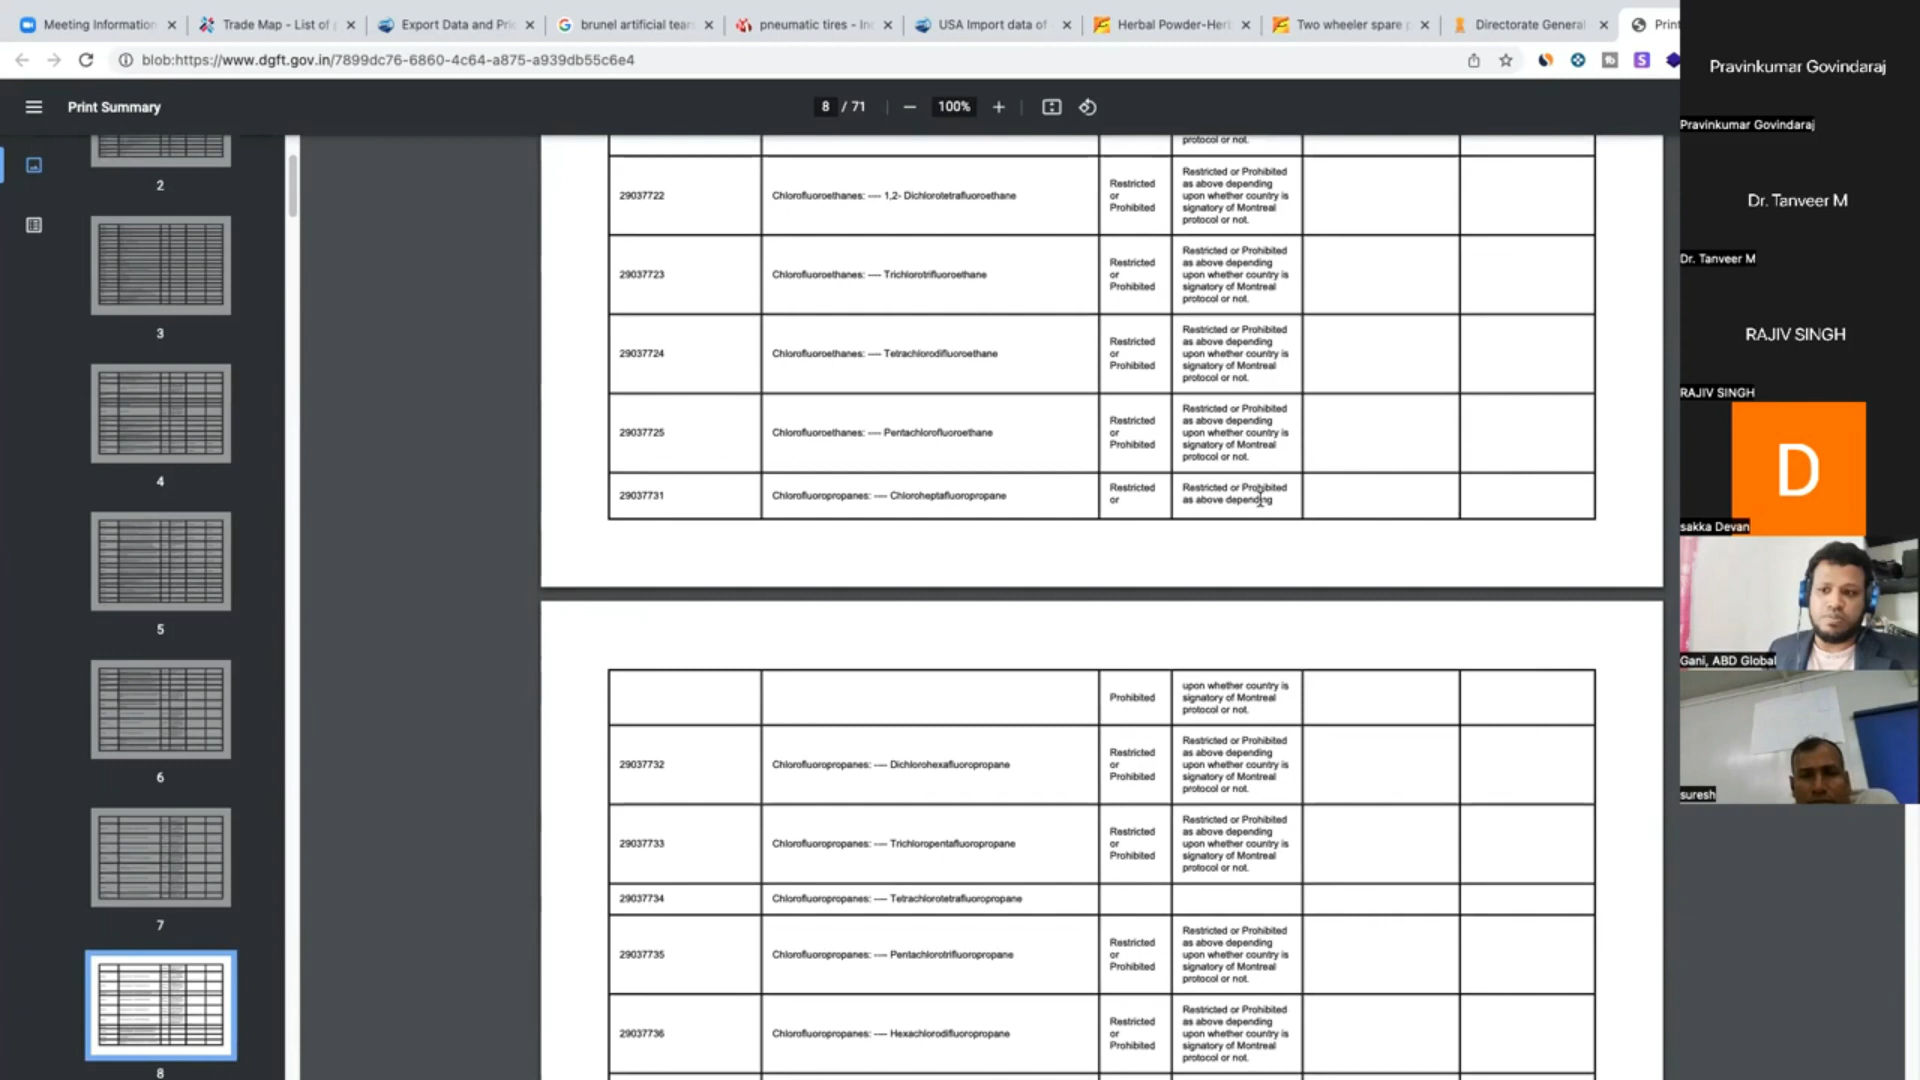 Meeting Information
Trade Map - List of
Export Data and Pri
brunel artificial tear
pneumatic tires - In
USA Import data of
Herbal Powder-Her
Two wheeler spare
Directorate General
Print
blob:https://www.dgft.gov.in/7899dc76-6860-4c64-a875-a939db55c6e4
Print Summary
8 / 71
100%
2
3
4
5
6
7
8
protocol or not.
29037722 Chlorofluoroethanes: ---- 1,2- Dichlorotetrafluoroethane
Restricted
or
Prohibited
Restricted or Prohibited
as above depending
upon whether country is
signatory of Montreal
protocol or not.
29037723 Chlorofluoroethanes: ---- Trichlorotrifluoroethane
Restricted
or
Prohibited
Restricted or Prohibited
as above depending
upon whether country is
signatory of Montreal
protocol or not.
29037724 Chlorofluoroethanes: ---- Tetrachlorodifluoroethane
Restricted
or
Prohibited
Restricted or Prohibited
as above depending
upon whether country is
signatory of Montreal
protocol or not.
29037725 Chlorofluoroethanes: ---- Pentachlorofluoroethane
Restricted
or
Prohibited
Restricted or Prohibited
as above depending
upon whether country is
signatory of Montreal
protocol or not.
29037731 Chlorofluoropropanes: ---- Chloroheptafluoropropane
Restricted
or
Restricted or Prohibited
as above depending
Prohibited
upon whether country is
signatory of Montreal
protocol or not.
29037732 Chlorofluoropropanes: ---- Dichlorohexafluoropropane
Restricted
or
Prohibited
Restricted or Prohibited
as above depending
upon whether country is
signatory of Montreal
protocol or not.
29037733 Chlorofluoropropanes: ---- Trichloropentafluoropropane
Restricted
or
Prohibited
Restricted or Prohibited
as above depending
upon whether country is
signatory of Montreal
protocol or not.
29037734 Chlorofluoropropanes: ---- Tetrachlorotetrafluoropropane
29037735 Chlorofluoropropanes: ---- Pentachlorotrifluoropropane
Restricted
or
Prohibited
Restricted or Prohibited
as above depending
upon whether country is
signatory of Montreal
protocol or not.
29037736 Chlorofluoropropanes: ---- Hexachlorodifluoropropane
Restricted
or
Prohibited
Restricted or Prohibited
as above depending
upon whether country is
signatory of Montreal
protocol or not.
Pravinkumar Govindaraj
Pravinkumar Govindaraj
Dr. Tanveer M
Dr. Tanveer M
RAJIV SINGH
RAJIV SINGH
D
sakka Devan
Gani, ABD Global
suresh